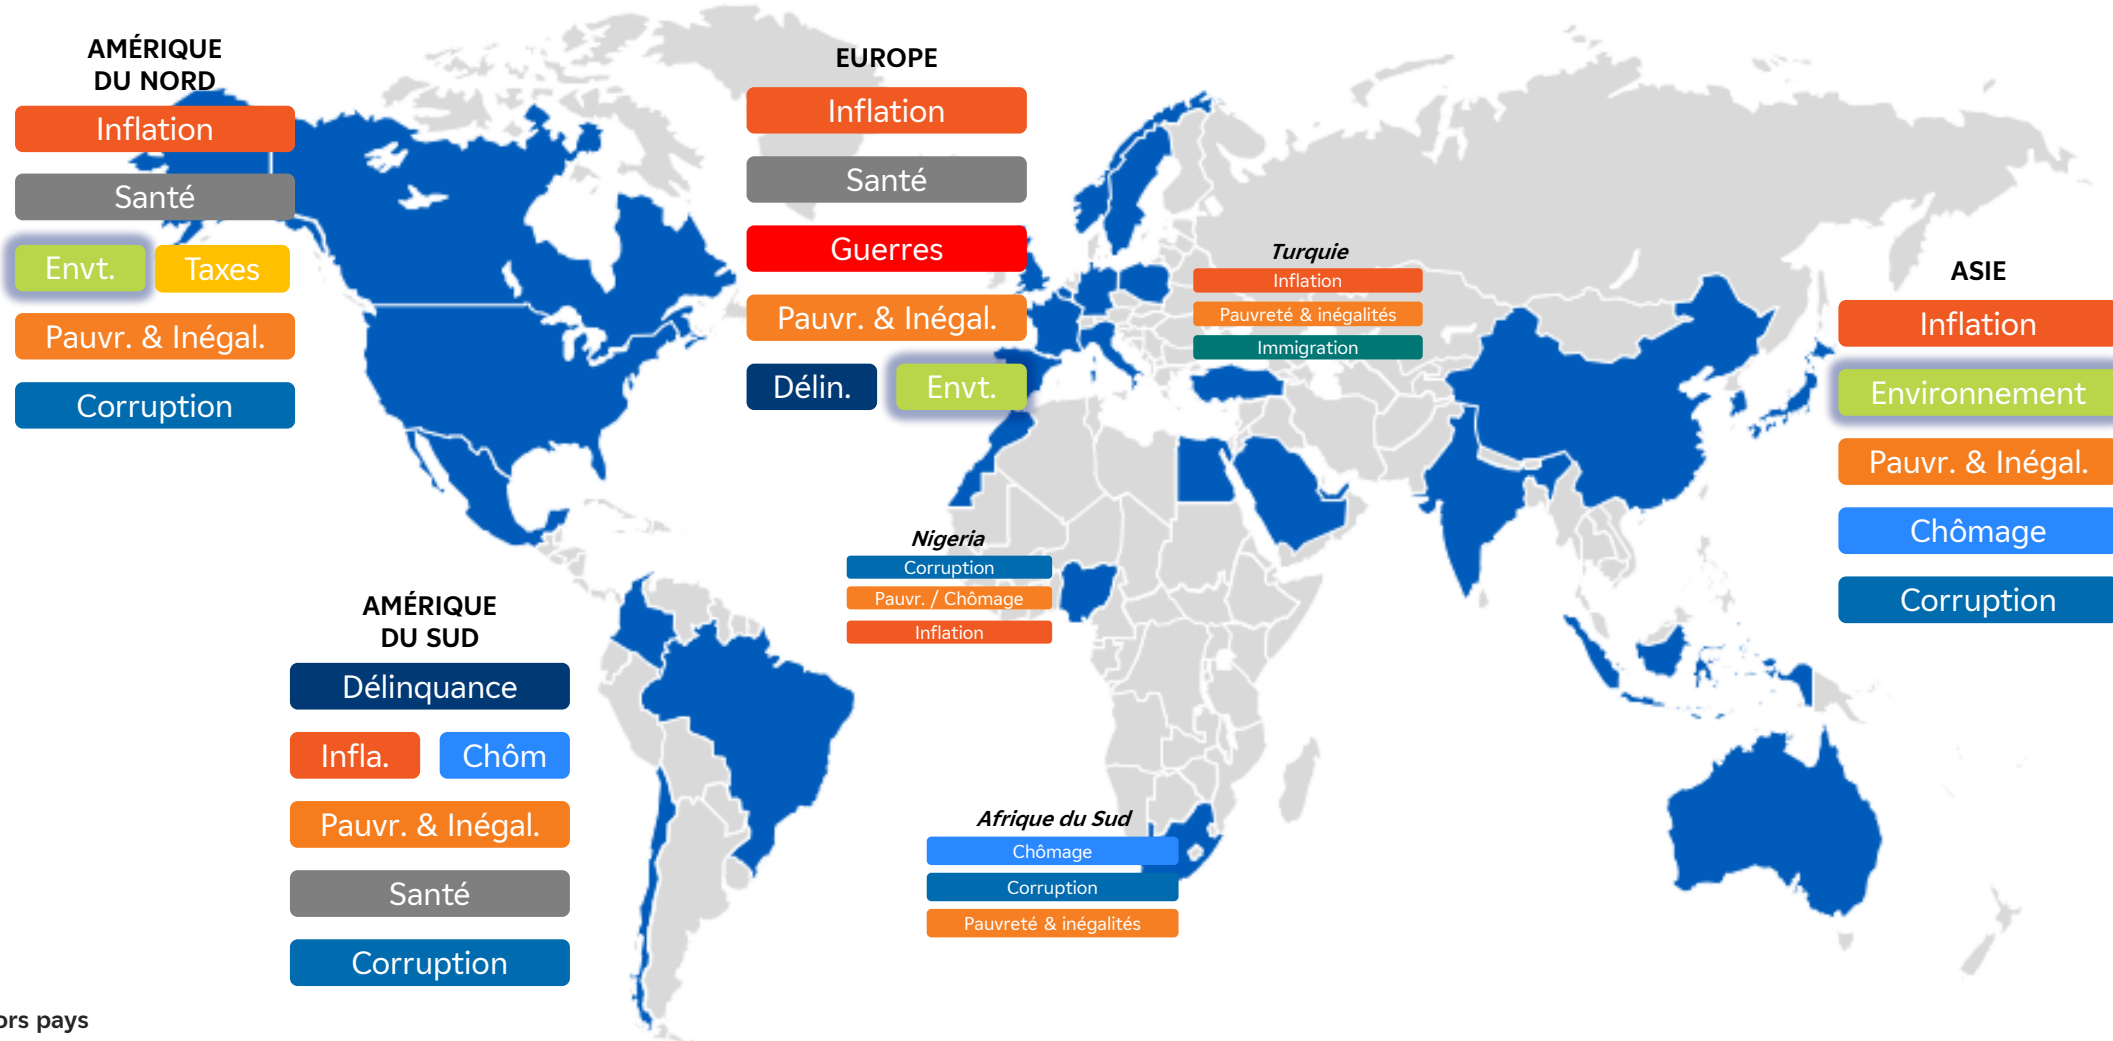 AMÉRIQUE
DU NORD
Inflation
Santé
Envt. Taxes
Pauvr. & Inégal.
Corruption
EUROPE
Inflation
Santé
Guerres
Pauvr. & Inégal.
Délin. Envt.
Turquie
Inflation
Pauvreté & inégalités
Immigration
ASIE
Inflation
Environnement
Pauvr. & Inégal.
Chômage
Corruption
Nigeria
Corruption
Pauvr. / Chômage
Inflation
AMÉRIQUE
DU SUD
Délinquance
Infla. Chôm
Pauvr. & Inégal.
Santé
Corruption
Afrique du Sud
Chômage
Corruption
Pauvreté & inégalités
ors pays